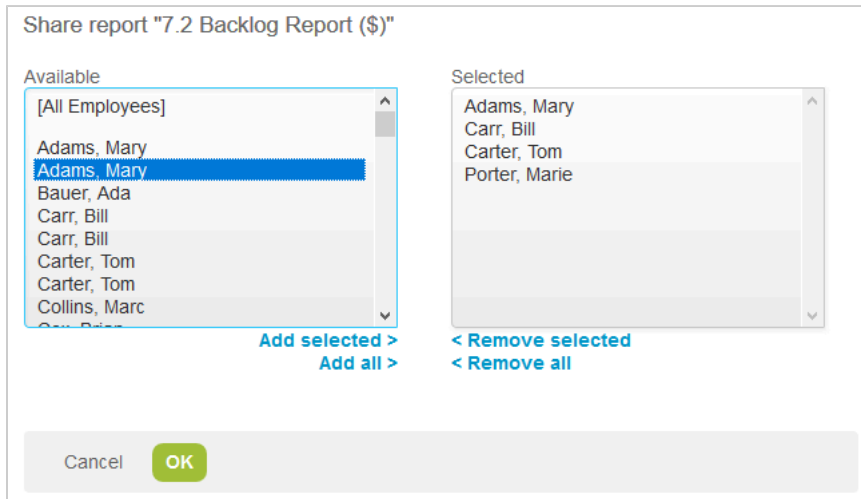 Share report "7.2 Backlog Report ($)"
Available
[All Employees]
Adams, Mary
Adams, Mary
Bauer, Ada
Carr, Bill
Carr, Bill
Carter, Tom
Carter, Tom
Collins, Marc
Add selected >
Add all >
Selected
Adams, Mary
Carr, Bill
Carter, Tom
Porter, Marie
< Remove selected
< Remove all
Cancel
OK